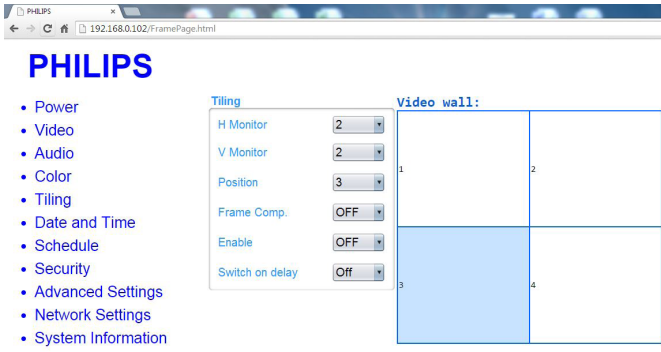 PHILIPS
192.168.0.102/FramePage.html
PHILIPS
Power
Video
Audio
Color
Tiling
Date and Time
Schedule
Security
Advanced Settings
Network Settings
System Information
Tiling
H Monitor 2
V Monitor 2
Position 3
Frame Comp. OFF
Enable OFF
Switch on delay Off
Video wall:
1 2
3 4